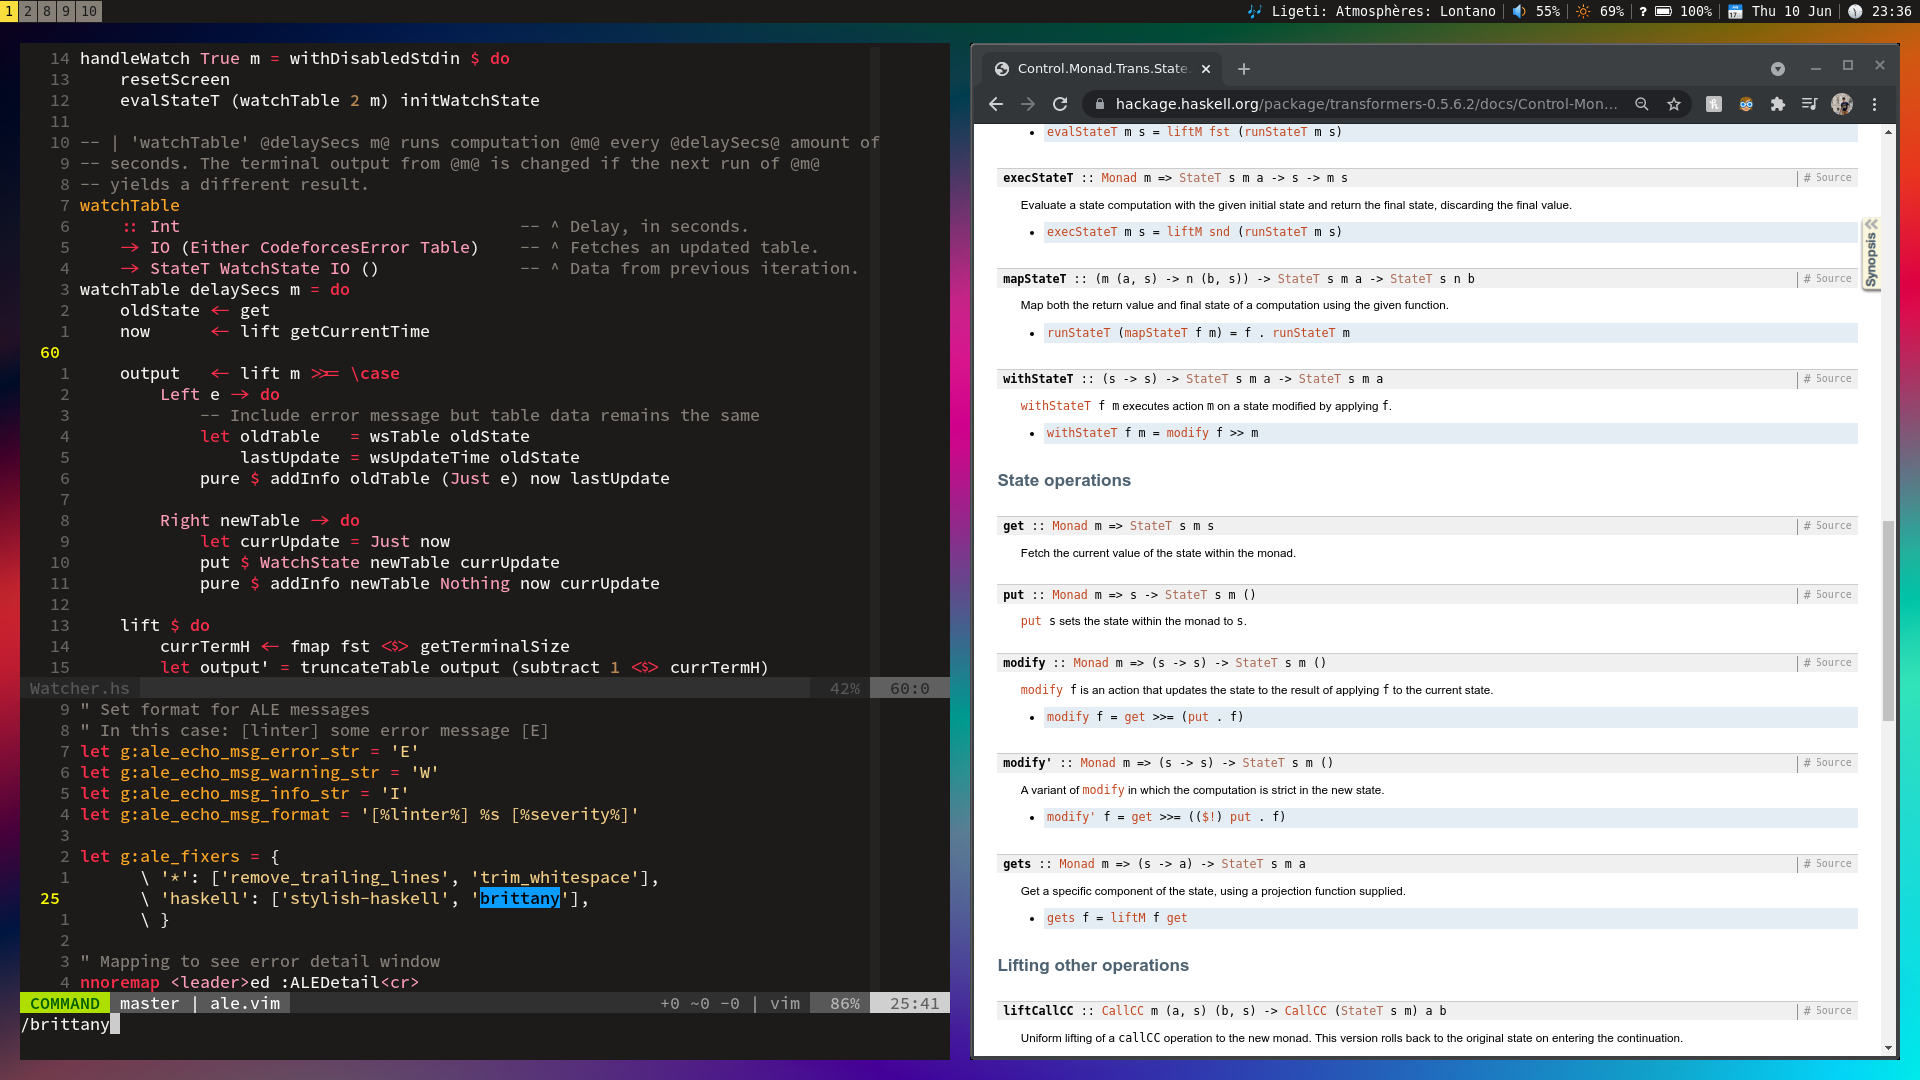 1 2 8 9 10
Ligeti: Atmosphères: Lontano 55% 69% ? 100% Thu 10 Jun 23:36
14 handleWatch True m = withDisabledStdin $ do
13 resetScreen
12 evalStateT (watchTable 2 m) initWatchState
11
10 -- | 'watchTable' @delaySecs m@ runs computation @m@ every @delaySecs@ amount of
9 -- seconds. The terminal output from @m@ is changed if the next run of @m@
8 -- yields a different result.
7 watchTable
6 :: Int -- ^ Delay, in seconds.
5 → IO (Either CodeforcesError Table) -- ^ Fetches an updated table.
4 → StateT WatchState IO () -- ^ Data from previous iteration.
3 watchTable delaySecs m = do
2 oldState ← get
1 now ← lift getCurrentTime
60
1 output ← lift m >>= \case
2 Left e → do
3 -- Include error message but table data remains the same
4 let oldTable = wsTable oldState
5 lastUpdate = wsUpdateTime oldState
6 pure $ addInfo oldTable (Just e) now lastUpdate
7
8 Right newTable → do
9 let currUpdate = Just now
10 put $ WatchState newTable currUpdate
11 pure $ addInfo newTable Nothing now currUpdate
12
13 lift $ do
14 currTermH ← fmap fst <$> getTerminalSize
15 let output' = truncateTable output (subtract 1 <$> currTermH)
Watcher.hs 42% 60:0
9 " Set format for ALE messages
8 " In this case: [linter] some error message [E]
7 let g:ale_echo_msg_error_str = 'E'
6 let g:ale_echo_msg_warning_str = 'W'
5 let g:ale_echo_msg_info_str = 'I'
4 let g:ale_echo_msg_format = '[%linter%] %s [%severity%]'
3
2 let g:ale_fixers = {
1 \ '*': ['remove_trailing_lines', 'trim_whitespace'],
25 \ 'haskell': ['stylish-haskell', 'brittany'],
1 \ }
2
3 " Mapping to see error detail window
4 nnoremap <leader>ed :ALEDetail<cr>
COMMAND master | ale.vim +0 ~0 -0 | vim 86% 25:41
/brittany
Control.Monad.Trans.State.
hackage.haskell.org/package/transformers-0.5.6.2/docs/Control-Mon...
evalStateT m s = liftM fst (runStateT m s)
execStateT :: Monad m => StateT s m a -> s -> m s # Source
Evaluate a state computation with the given initial state and return the final state, discarding the final value.
execStateT m s = liftM snd (runStateT m s)
Synopsis
mapStateT :: (m (a, s) -> n (b, s)) -> StateT s m a -> StateT s n b # Source
Map both the return value and final state of a computation using the given function.
runStateT (mapStateT f m) = f . runStateT m
withStateT :: (s -> s) -> StateT s m a -> StateT s m a # Source
withStateT f m executes action m on a state modified by applying f.
withStateT f m = modify f >> m
State operations
get :: Monad m => StateT s m s # Source
Fetch the current value of the state within the monad.
put :: Monad m => s -> StateT s m () # Source
put s sets the state within the monad to s.
modify :: Monad m => (s -> s) -> StateT s m () # Source
modify f is an action that updates the state to the result of applying f to the current state.
modify f = get >>= (put . f)
modify' :: Monad m => (s -> s) -> StateT s m () # Source
A variant of modify in which the computation is strict in the new state.
modify' f = get >>= (($!) put . f)
gets :: Monad m => (s -> a) -> StateT s m a # Source
Get a specific component of the state, using a projection function supplied.
gets f = liftM f get
Lifting other operations
liftCallCC :: CallCC m (a, s) (b, s) -> CallCC (StateT s m) a b # Source
Uniform lifting of a callCC operation to the new monad. This version rolls back to the original state on entering the continuation.